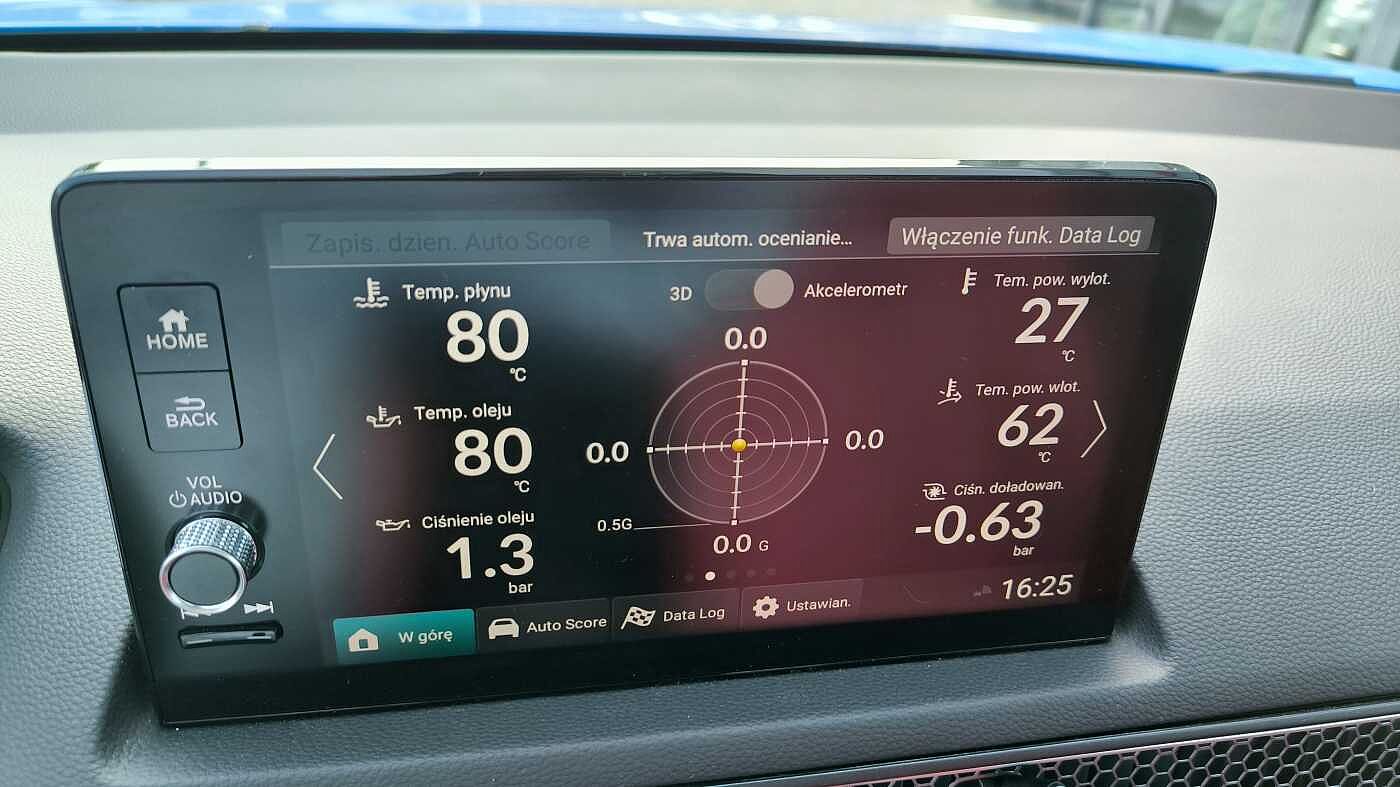 Zapis. dzien. Auto Score
Trwa autom. ocenianie...
Włączenie funk. Data Log
HOME
BACK
VOL
AUDIO
Temp. płynu
80
°C
Temp. oleju
80
°C
Ciśnienie oleju
1.3
bar
3D
Akcelerometr
0.0
0.0
0.0
0.5G
0.0 G
Tem. pow. wylot.
27
°C
Tem. pow. wlot.
62
°C
Ciśn. doładowan.
-0.63
bar
W górę
Auto Score
Data Log
Ustawian.
16:25